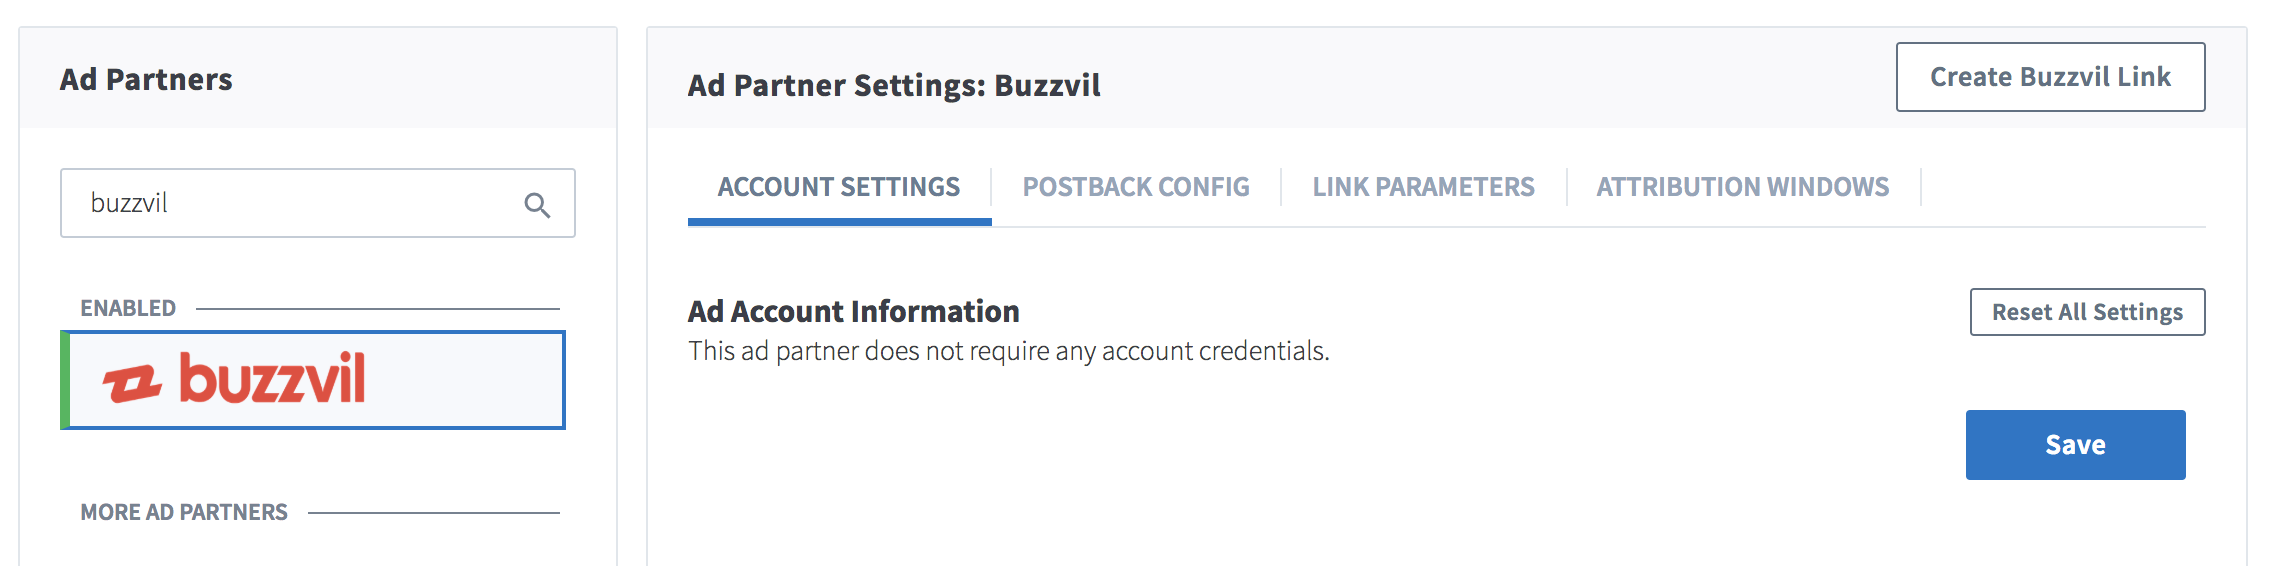 Ad Partners
buzzvil
ENABLED
buzzvil
MORE AD PARTNERS
Ad Partner Settings: Buzzvil
Create Buzzvil Link
ACCOUNT SETTINGS
POSTBACK CONFIG
LINK PARAMETERS
ATTRIBUTION WINDOWS
Ad Account Information
Reset All Settings
This ad partner does not require any account credentials.
Save